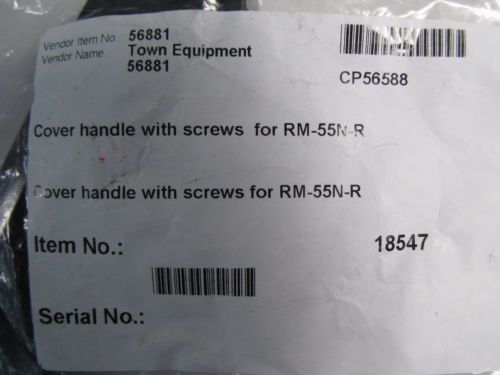 Vendor Item No. 56881
Vendor Name. Town Equipment
56881
CP56588
Cover handle with screws for RM-55N-R
Cover handle with screws for RM-55N-R
Item No.: 18547
Serial No.: